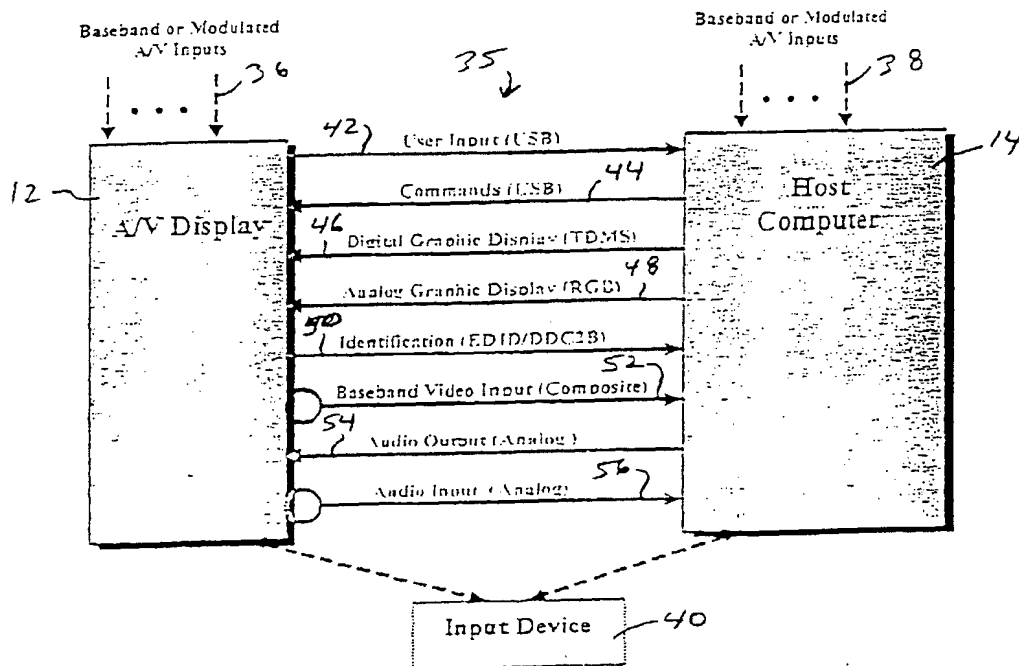 Baseband or Modulated
A/V Inputs
36
35
Baseband or Modulated
A/V Inputs
38
42
User Input (USB)
14
12
A/V Display
Commands (USB)
44
Host
Computer
46
Digital Graphic Display (TDMS)
Analog Graphic Display (RGB)
48
50
Identification (EDID/DDC2B)
Baseband Video Input (Composite)
52
54
Audio Output (Analog)
Audio Input (Analog)
56
Input Device
40